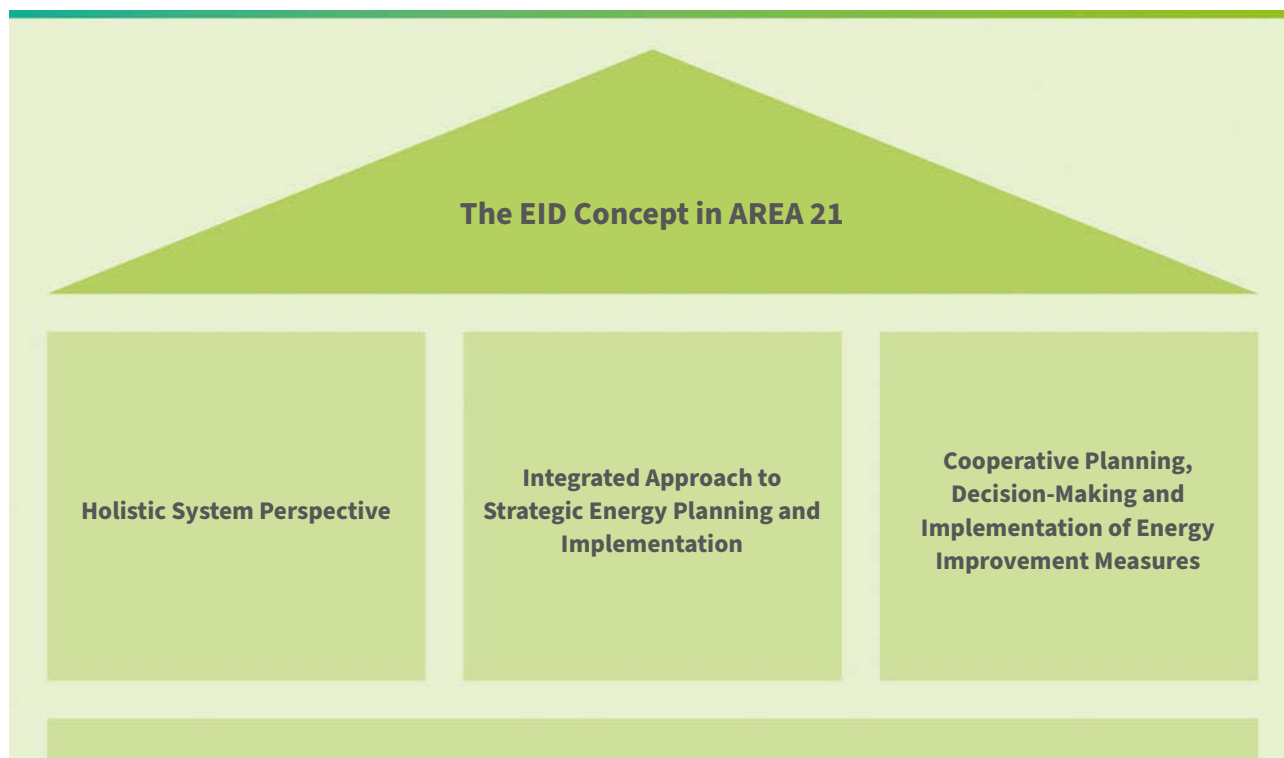 The EID Concept in AREA 21
Holistic System Perspective
Integrated Approach to
Strategic Energy Planning and
Implementation
Cooperative Planning,
Decision-Making and
Implementation of Energy
Improvement Measures